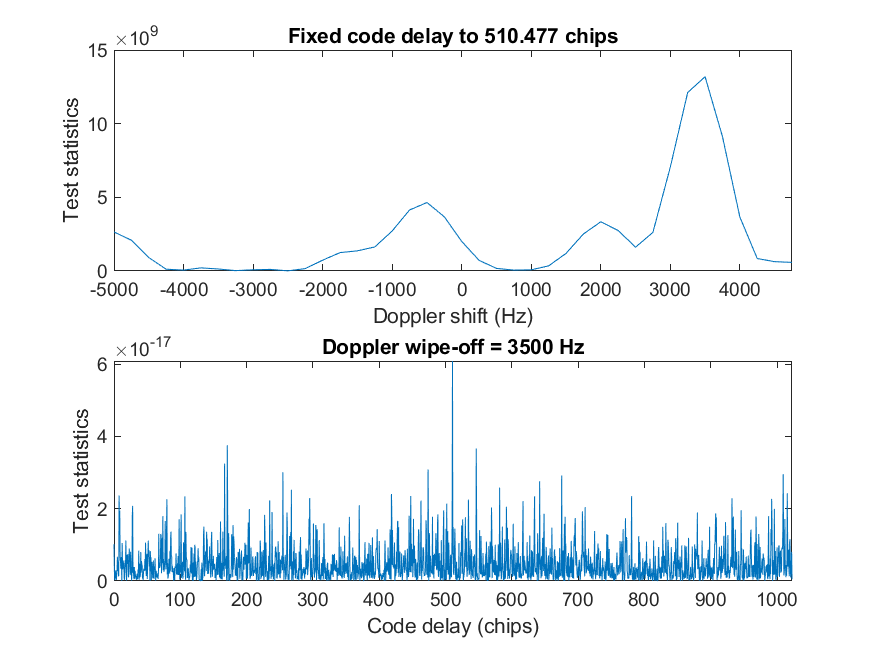 Fixed code delay to 510.477 chips
×10^9
15
10
5
0
Test statistics
-5000 -4000 -3000 -2000 -1000 0 1000 2000 3000 4000
Doppler shift (Hz)
Doppler wipe-off = 3500 Hz
×10^-17
6
4
2
0
Test statistics
0 100 200 300 400 500 600 700 800 900 1000
Code delay (chips)